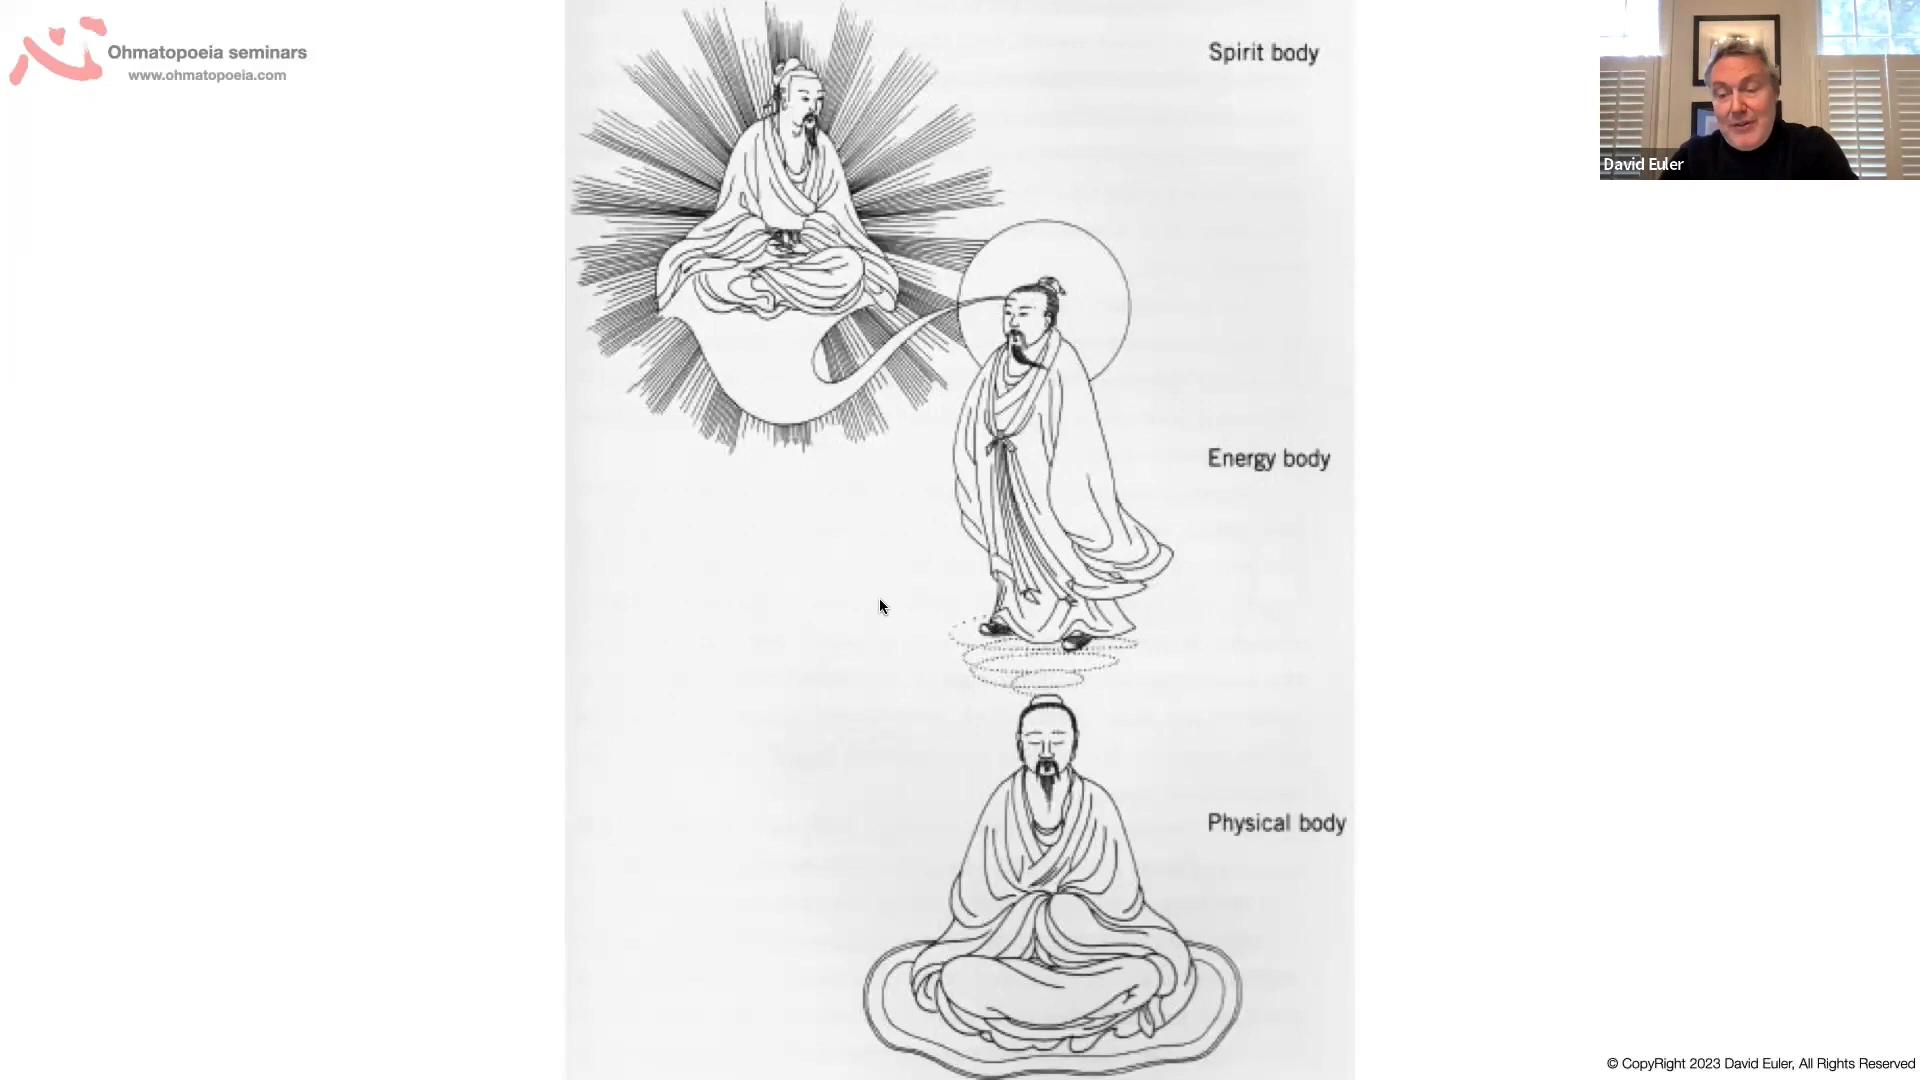 心
Ohmatopoeia seminars
www.ohmatopoeia.com
Spirit body
David Euler
Energy body
Physical body
© CopyRight 2023 David Euler, All Rights Reserved